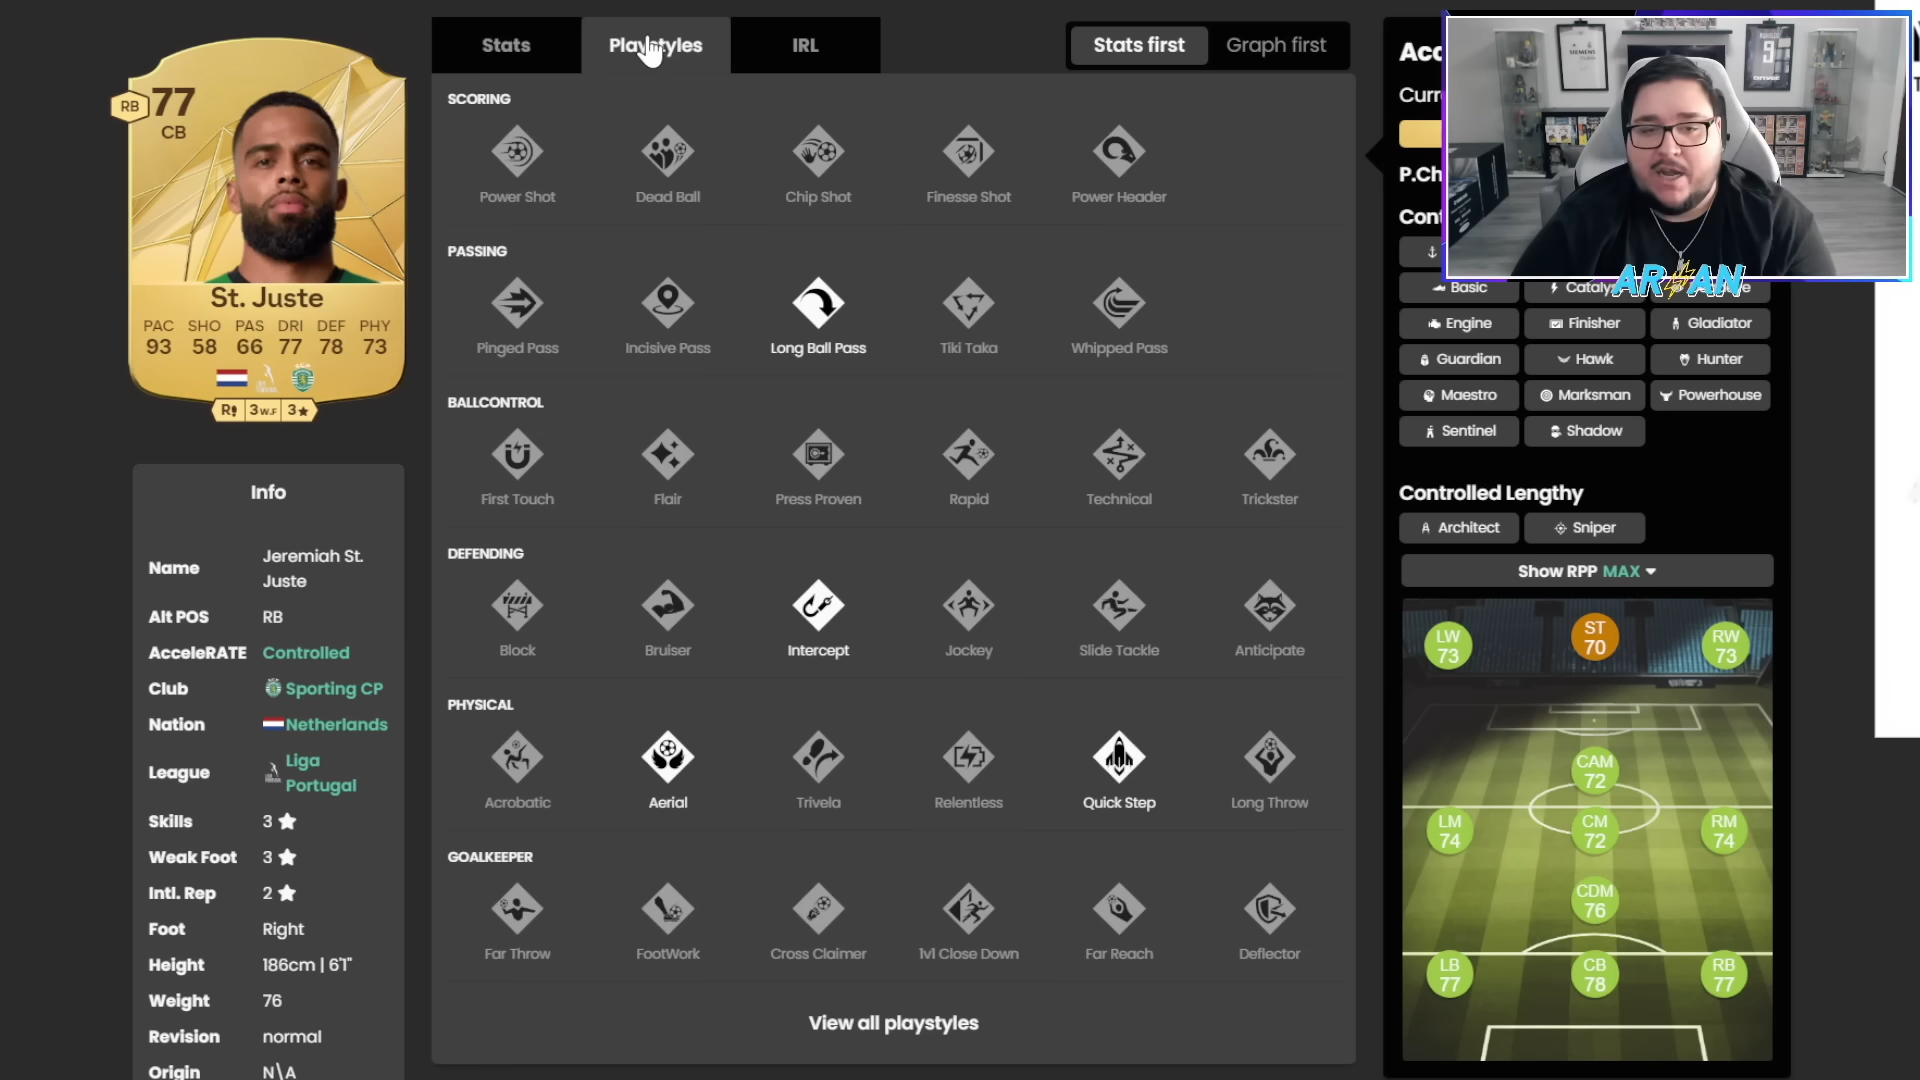 RB
77
CB
St. Juste
PAC SHO PAS DRI DEF PHY
93 58 66 77 78 73
R 3 W.F 3
Info
Name Jeremiah St. Juste
Alt POS RB
AcceleRATE Controlled
Club Sporting CP
Nation Netherlands
League Liga Portugal
Skills 3
Weak Foot 3
Intl. Rep 2
Foot Right
Height 186cm | 6'1"
Weight 76
Revision normal
Origin N\A
Stats Playstyles IRL
Stats first Graph first
SCORING
Power Shot Dead Ball Chip Shot Finesse Shot Power Header
PASSING
Pinged Pass Incisive Pass Long Ball Pass Tiki Taka Whipped Pass
BALLCONTROL
First Touch Flair Press Proven Rapid Technical Trickster
DEFENDING
Block Bruiser Intercept Jockey Slide Tackle Anticipate
PHYSICAL
Acrobatic Aerial Trivela Relentless Quick Step Long Throw
GOALKEEPER
Far Throw FootWork Cross Claimer 1v1 Close Down Far Reach Deflector
View all playstyles
Acc
Curr
P.Ch
Cont
SIEMENS
RONALDO
9
ARYAN
Basic
Engine Finisher Gladiator
Guardian Hawk Hunter
Maestro Marksman Powerhouse
Sentinel Shadow
Controlled Lengthy
Architect Sniper
Show RPP MAX
LW 73
ST 70
RW 73
CAM 72
LM 74
CM 72
RM 74
CDM 76
LB 77
CB 78
RB 77